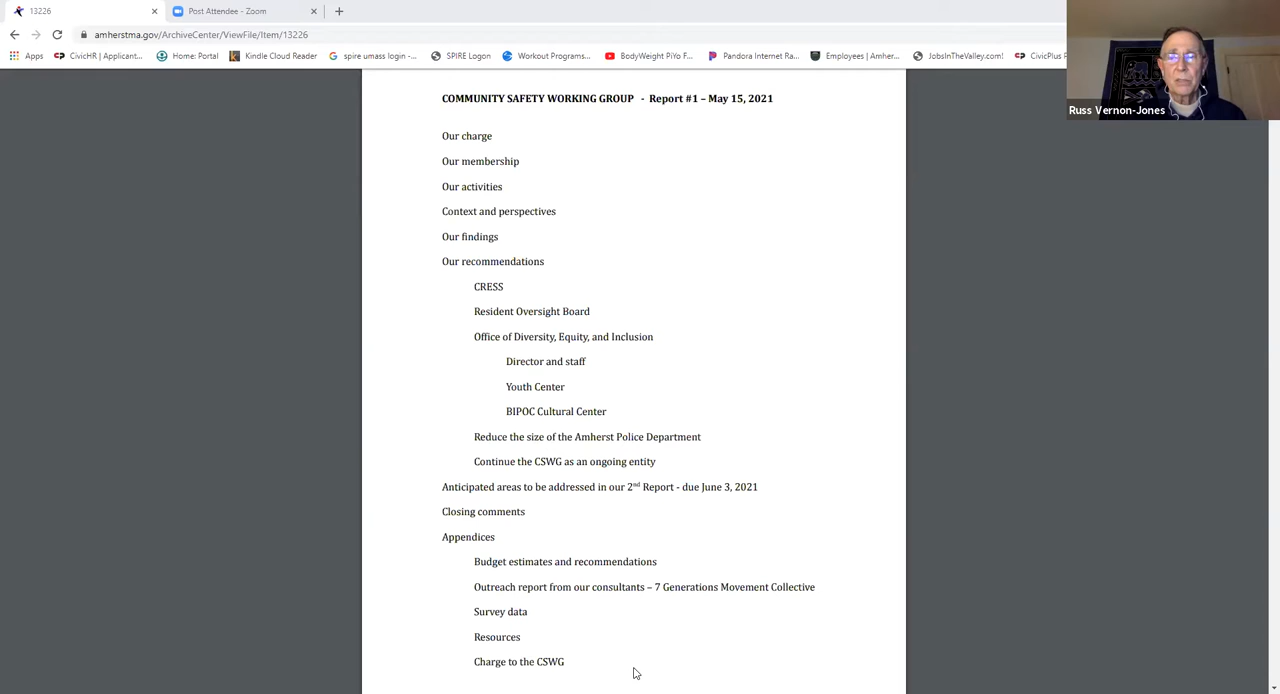 13226
Post Attendee - Zoom
amherstma.gov/ArchiveCenter/ViewFile/Item/13226
Apps
CivicHR | Applicant...
Home: Portal
Kindle Cloud Reader
spire umass login -...
SPIRE Logon
Workout Programs...
BodyWeight PiYo F...
Pandora Internet Ra...
Employees | Amher...
JobsInTheValley.com!
CivicPlus P
Russ Vernon-Jones
COMMUNITY SAFETY WORKING GROUP - Report #1 – May 15, 2021
Our charge
Our membership
Our activities
Context and perspectives
Our findings
Our recommendations
CRESS
Resident Oversight Board
Office of Diversity, Equity, and Inclusion
Director and staff
Youth Center
BIPOC Cultural Center
Reduce the size of the Amherst Police Department
Continue the CSWG as an ongoing entity
Anticipated areas to be addressed in our 2nd Report - due June 3, 2021
Closing comments
Appendices
Budget estimates and recommendations
Outreach report from our consultants – 7 Generations Movement Collective
Survey data
Resources
Charge to the CSWG